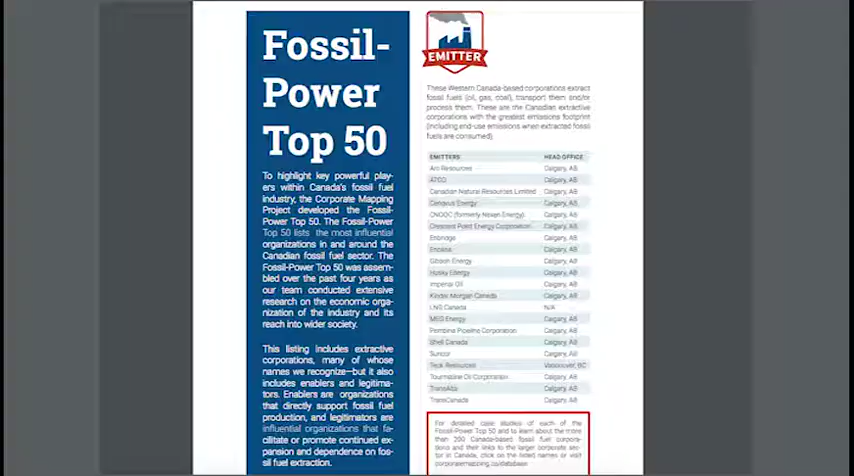 Fossil-
Power
Top 50
To highlight key powerful play-
ers within Canada's fossil fuel
industry, the Corporate Mapping
Project developed the Fossil-
Power Top 50. The Fossil-Power
Top 50 lists the most influential
organizations in and around the
Canadian fossil fuel sector. The
Fossil-Power Top 50 was assem-
bled over the past four years as
our team conducted extensive
research on the economic orga-
nization of the industry and its
reach into wider society.
This listing includes extractive
corporations, many of whose
names we recognize—but it also
includes enablers and legitima-
tors. Enablers are organizations
that directly support fossil fuel
production, and legitimators are
influential organizations that fa-
cilitate or promote continued ex-
pansion and dependence on fos-
sil fuel extraction.
EMITTER
These Western Canada-based corporations extract
fossil fuels (oil, gas, coal), transport them and/or
process them. These are the Canadian extractive
corporations with the greatest emissions footprint
(including end-use emissions when extracted fossil
fuels are consumed).
EMITTERS HEAD OFFICE
Arc Resources Calgary, AB
ATCO Calgary, AB
Canadian Natural Resources Limited Calgary, AB
Cenovus Energy Calgary, AB
CNOOC (formerly Nexen Energy) Calgary, AB
Crescent Point Energy Corporation Calgary, AB
Enbridge Calgary, AB
Encana Calgary, AB
Gibson Energy Calgary, AB
Husky Energy Calgary, AB
Imperial Oil Calgary, AB
Kinder Morgan Canada Calgary, AB
LNG Canada N/A
MEG Energy Calgary, AB
Pembina Pipeline Corporation Calgary, AB
Shell Canada Calgary, AB
Suncor Calgary, AB
Teck Resources Vancouver, BC
Tourmaline Oil Corporation Calgary, AB
TransAlta Calgary, AB
TransCanada Calgary, AB
For detailed case studies of each of the
Fossil-Power Top 50 and to learn about the more
than 200 Canada-based fossil fuel corpora-
tions and their links to the larger corporate sec-
tor in Canada, click on the listed names or visit
corporatemapping.ca/database